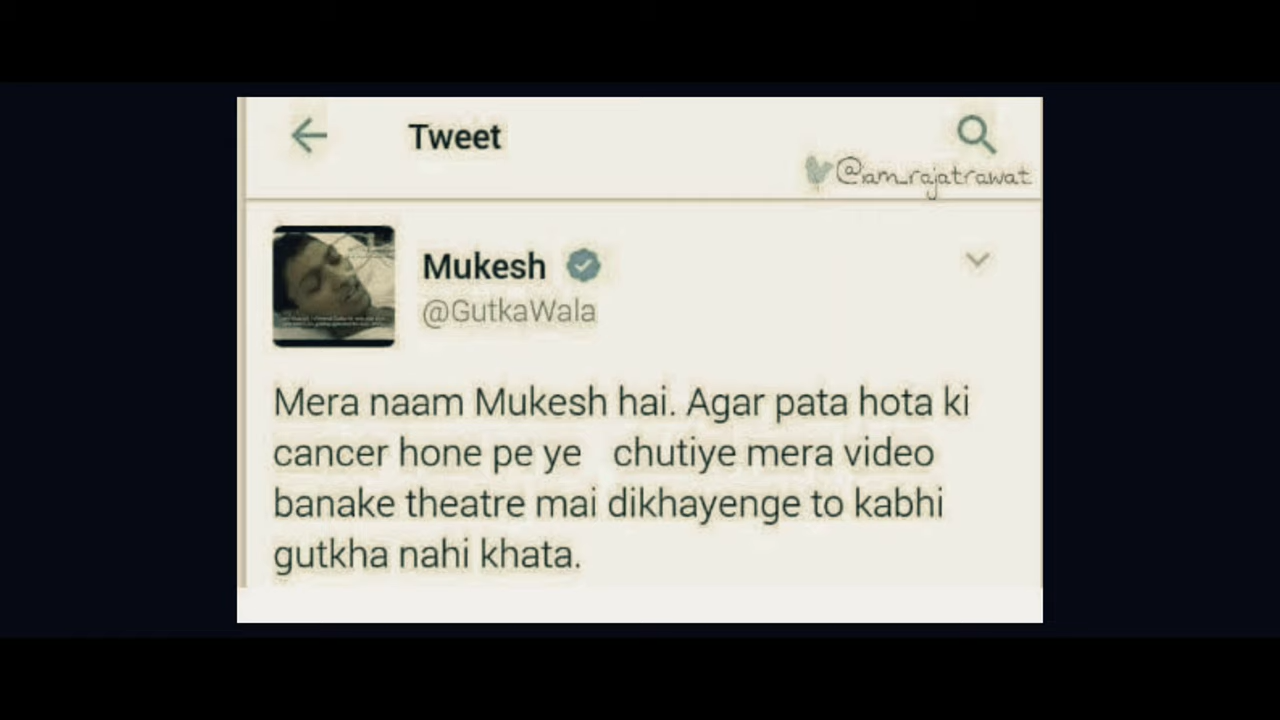 Tweet
@iam_rajatrawat
Mukesh
@GutkaWala
Mera naam Mukesh hai. Agar pata hota ki
cancer hone pe ye chutiye mera video
banake theatre mai dikhayenge to kabhi
gutkha nahi khata.